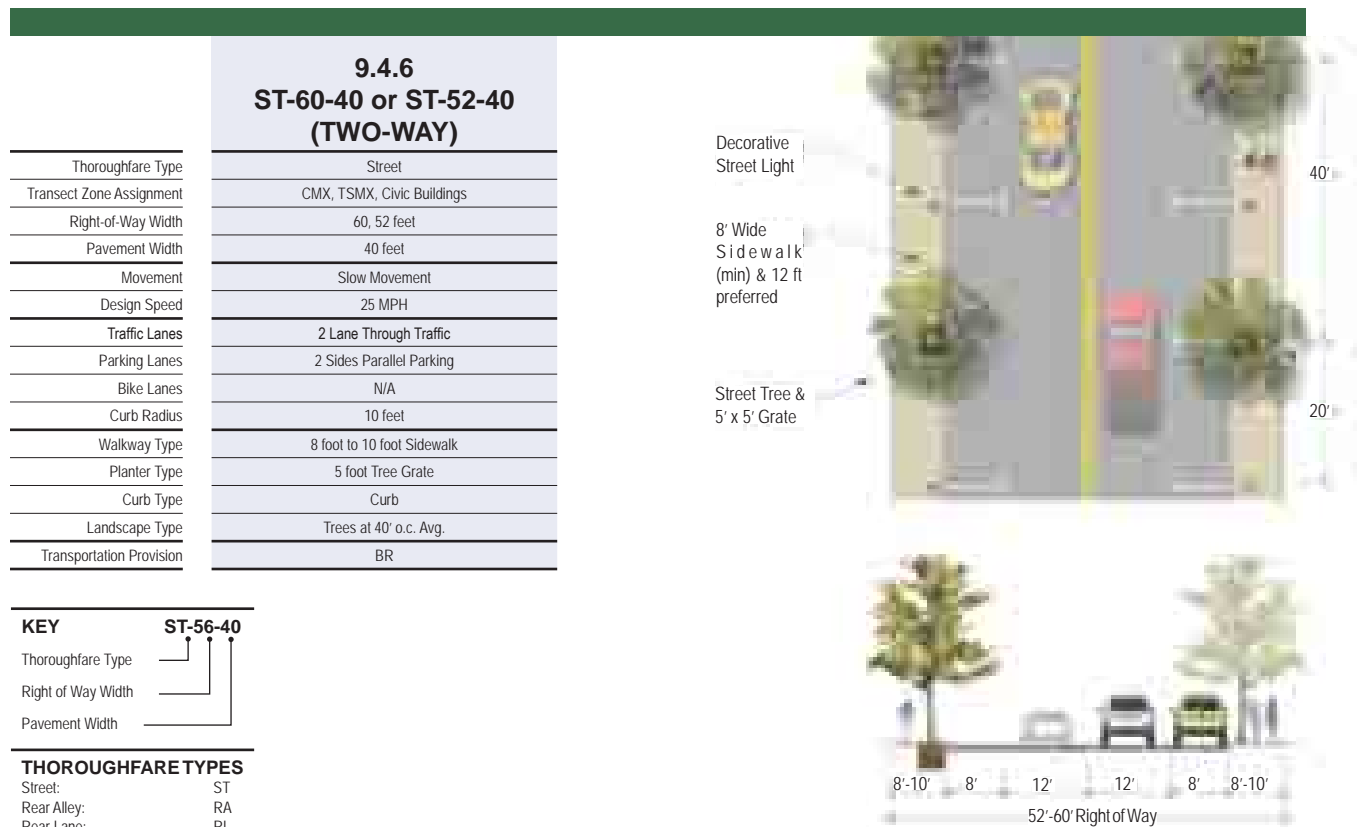 9.4.6
ST-60-40 or ST-52-40
(TWO-WAY)
Thoroughfare Type Street
Transect Zone Assignment CMX, TSMX, Civic Buildings
Right-of-Way Width 60, 52 feet
Pavement Width 40 feet
Movement Slow Movement
Design Speed 25 MPH
Traffic Lanes 2 Lane Through Traffic
Parking Lanes 2 Sides Parallel Parking
Bike Lanes N/A
Curb Radius 10 feet
Walkway Type 8 foot to 10 foot Sidewalk
Planter Type 5 foot Tree Grate
Curb Type Curb
Landscape Type Trees at 40' o.c. Avg.
Transportation Provision BR
KEY ST-56-40
Thoroughfare Type
Right of Way Width
Pavement Width
THOROUGHFARE TYPES
Street: ST
Rear Alley: RA
Rear Lane: RL
Decorative
Street Light
8' Wide
Sidewalk
(min) & 12 ft
preferred
Street Tree &
5' x 5' Grate
40'
20'
8'-10' 8' 12' 12' 8' 8'-10'
52'-60' Right of Way